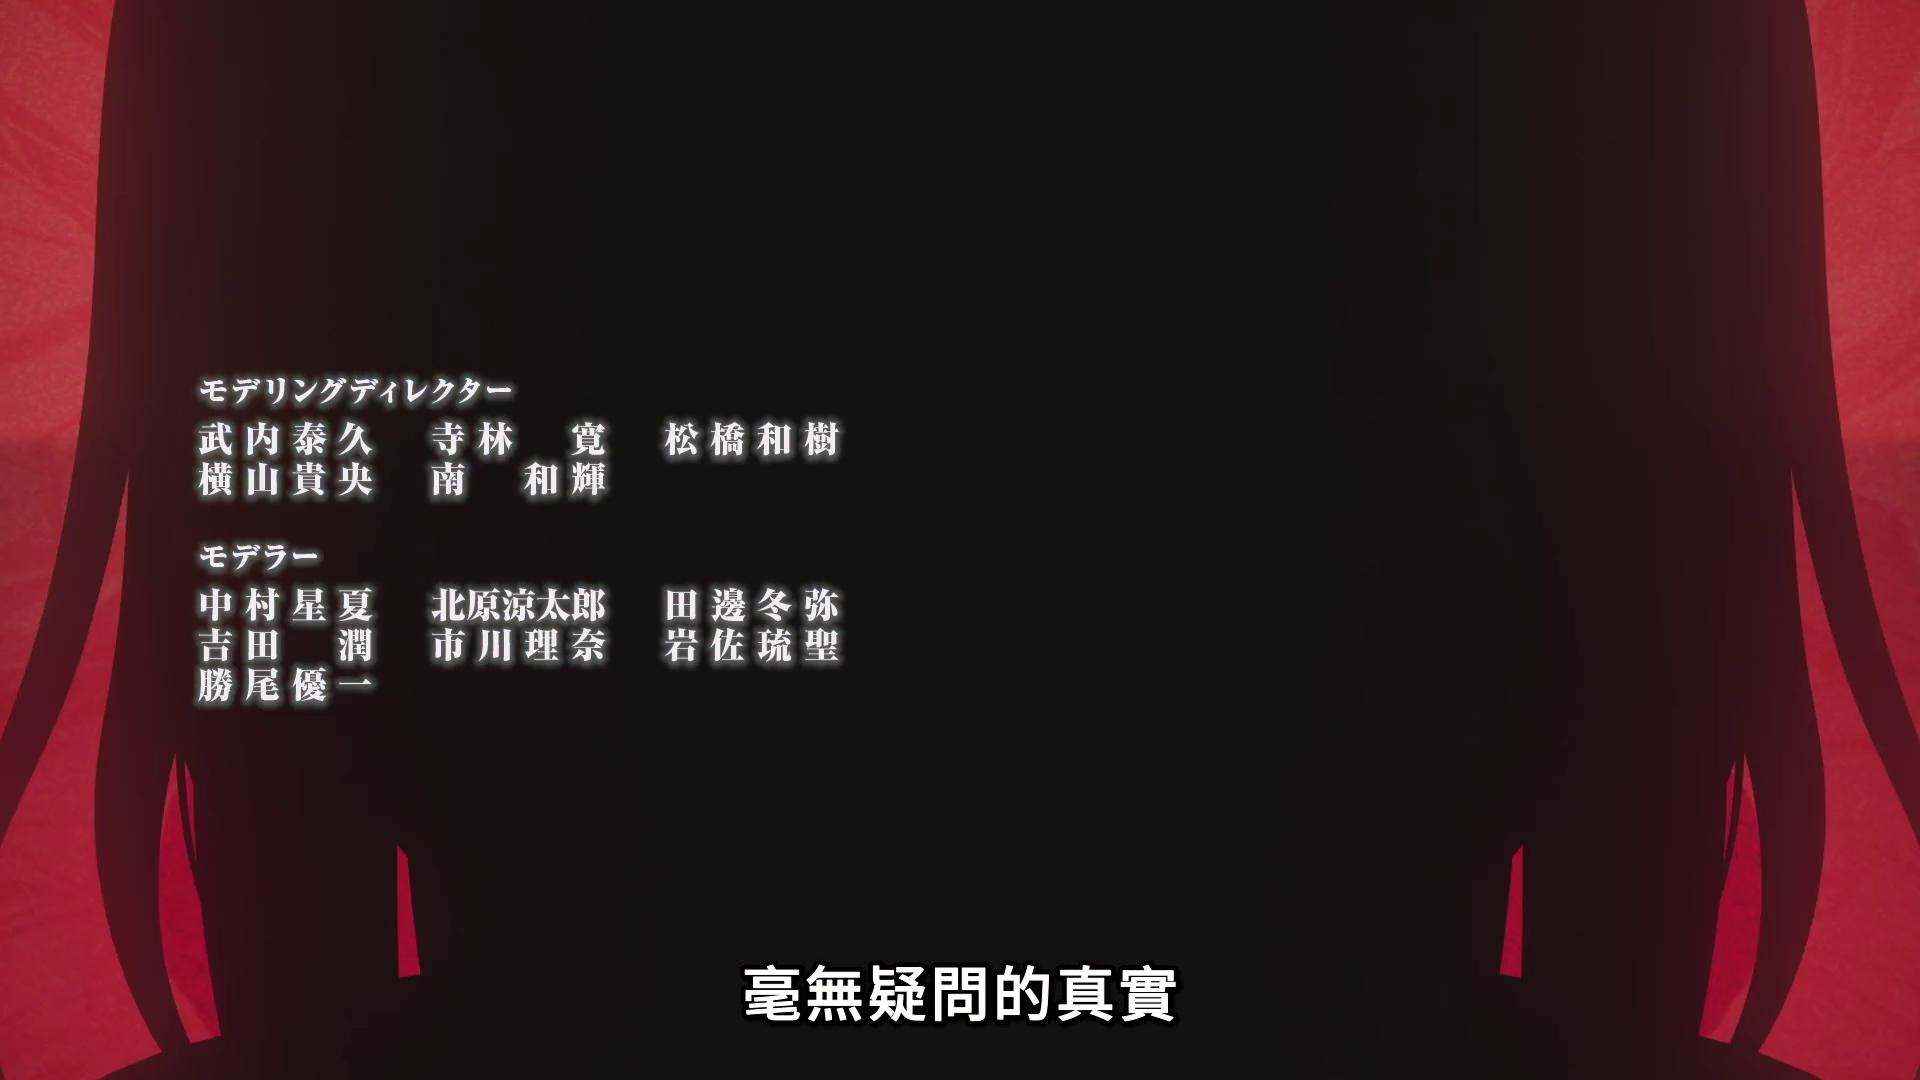 モデリングディレクター
武内泰久　寺林　寛　松橋和樹
横山貴央　南　和輝
モデラー
中村星夏　北原涼太郎　田邊冬弥
吉田　潤　市川理奈　岩佐琉聖
勝尾優一
毫無疑問的真實